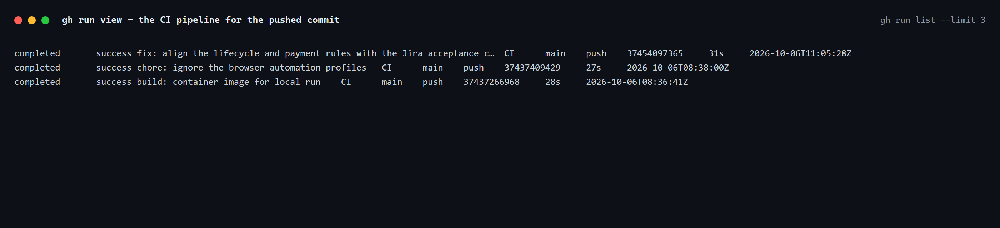 gh run view - the CI pipeline for the pushed commit
gh run list --limit 3
completed success fix: align the lifecycle and payment rules with the Jira acceptance c… CI main push 37454097365 31s 2026-10-06T11:05:28Z
completed success chore: ignore the browser automation profiles CI main push 37437409429 27s 2026-10-06T08:38:00Z
completed success build: container image for local run CI main push 37437266968 28s 2026-10-06T08:36:41Z